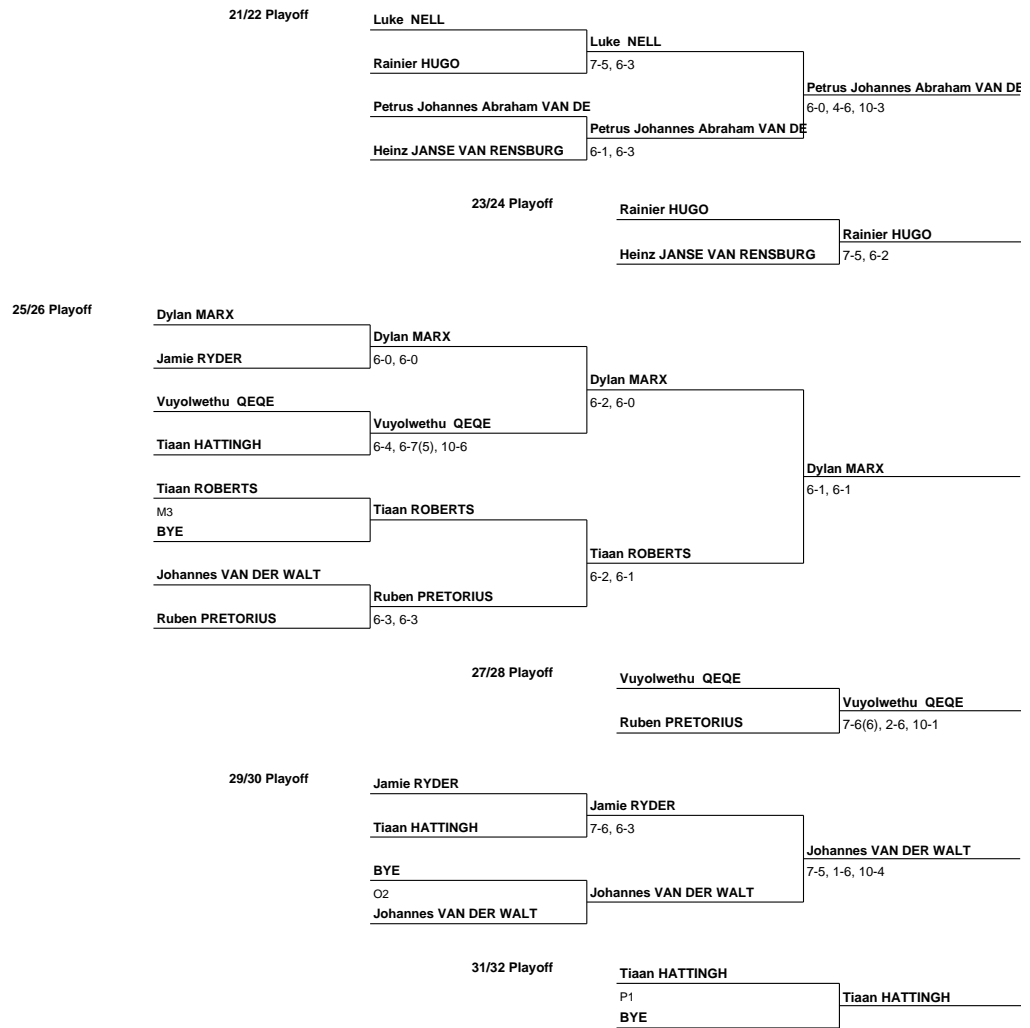 21/22 Playoff
Luke NELL
Luke NELL
Rainier HUGO
7-5, 6-3
Petrus Johannes Abraham VAN DE
6-0, 4-6, 10-3
Petrus Johannes Abraham VAN DE
Petrus Johannes Abraham VAN DE
Heinz JANSE VAN RENSBURG
6-1, 6-3
23/24 Playoff
Rainier HUGO
Rainier HUGO
Heinz JANSE VAN RENSBURG
7-5, 6-2
25/26 Playoff
Dylan MARX
Dylan MARX
Jamie RYDER
6-0, 6-0
Dylan MARX
6-2, 6-0
Vuyolwethu QEQE
Vuyolwethu QEQE
Tiaan HATTINGH
6-4, 6-7(5), 10-6
Dylan MARX
6-1, 6-1
Tiaan ROBERTS
M3
Tiaan ROBERTS
BYE
Tiaan ROBERTS
6-2, 6-1
Johannes VAN DER WALT
Ruben PRETORIUS
Ruben PRETORIUS
6-3, 6-3
27/28 Playoff
Vuyolwethu QEQE
Vuyolwethu QEQE
Ruben PRETORIUS
7-6(6), 2-6, 10-1
29/30 Playoff
Jamie RYDER
Jamie RYDER
Tiaan HATTINGH
7-6, 6-3
Johannes VAN DER WALT
7-5, 1-6, 10-4
BYE
O2
Johannes VAN DER WALT
Johannes VAN DER WALT
31/32 Playoff
Tiaan HATTINGH
P1
Tiaan HATTINGH
BYE